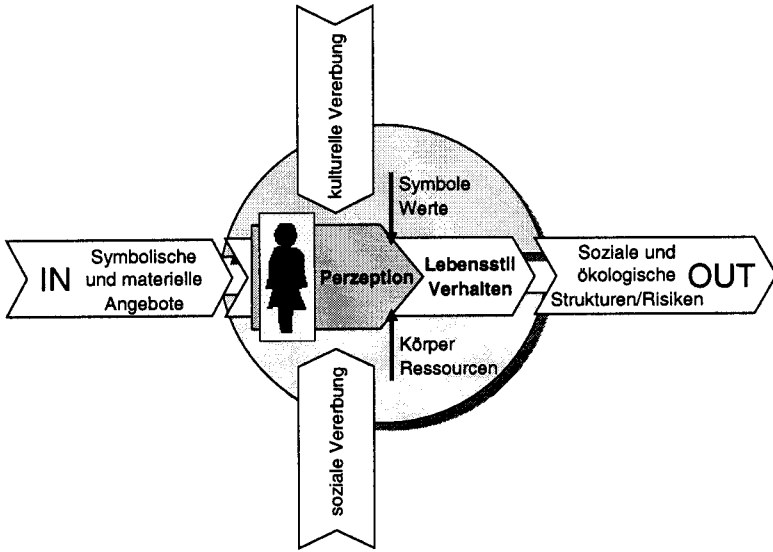 kulturelle Vererbung
Symbole
Werte
IN
Symbolische
und materielle
Angebote
Perzeption
Lebensstil
Verhalten
Soziale und
ökologische
Strukturen/Risiken
OUT
Körper
Ressourcen
soziale Vererbung